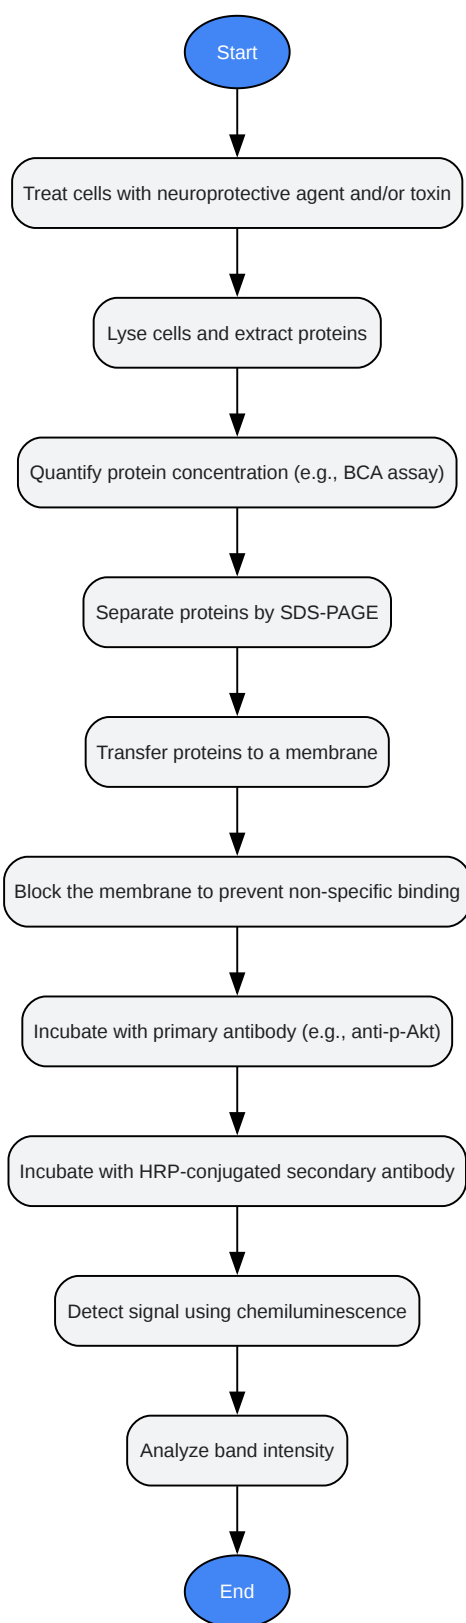 Start
Treat cells with neuroprotective agent and/or toxin
Lyse cells and extract proteins
Quantify protein concentration (e.g., BCA assay)
Separate proteins by SDS-PAGE
Transfer proteins to a membrane
Block the membrane to prevent non-specific binding
Incubate with primary antibody (e.g., anti-p-Akt)
Incubate with HRP-conjugated secondary antibody
Detect signal using chemiluminescence
Analyze band intensity
End